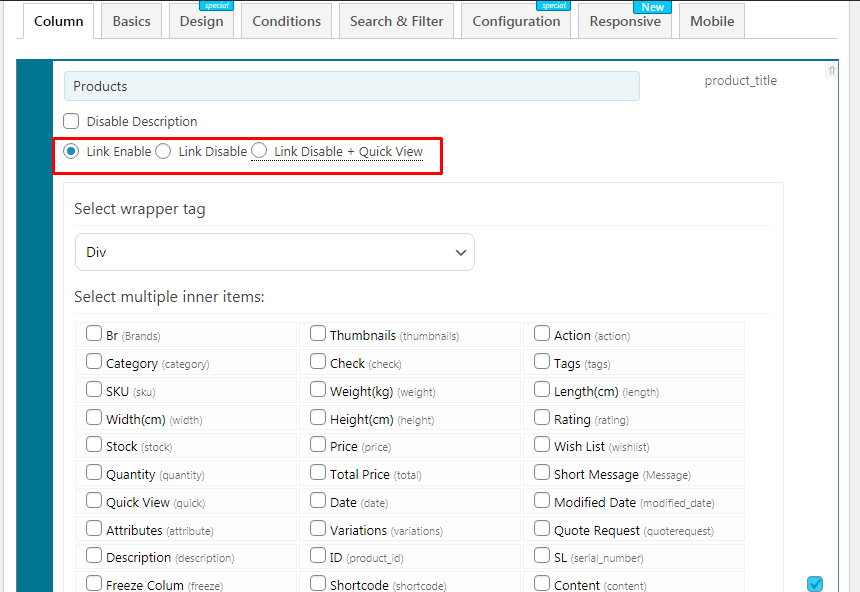 special special New
Column Basics Design Conditions Search & Filter Configuration Responsive Mobile
Products product_title
Disable Description
Link Enable Link Disable Link Disable + Quick View
Select wrapper tag
Div
Select multiple inner items:
Br (Brands) Thumbnails (thumbnails) Action (action)
Category (category) Check (check) Tags (tags)
SKU (sku) Weight(kg) (weight) Length(cm) (length)
Width(cm) (width) Height(cm) (height) Rating (rating)
Stock (stock) Price (price) Wish List (wishlist)
Quantity (quantity) Total Price (total) Short Message (Message)
Quick View (quick) Date (date) Modified Date (modified_date)
Attributes (attribute) Variations (variations) Quote Request (quoterequest)
Description (description) ID (product_id) SL (serial_number)
Freeze Colum (freeze) Shortcode (shortcode) Content (content)